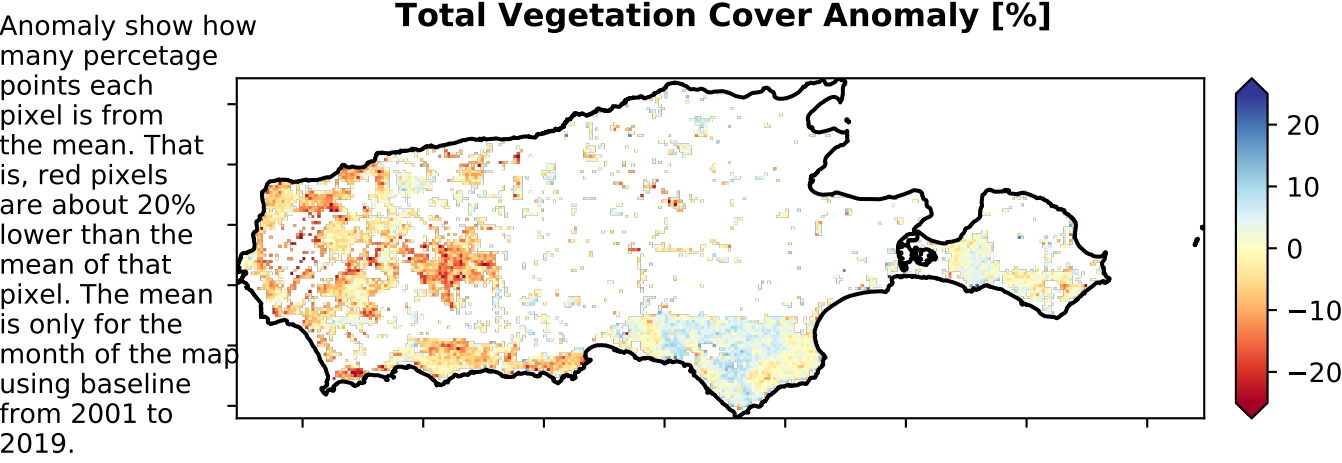 Total Vegetation Cover Anomaly [%]
Anomaly show how
many percetage
points each
pixel is from
the mean. That
is, red pixels
are about 20%
lower than the
mean of that
pixel. The mean
is only for the
month of the map
using baseline
from 2001 to
2019.
20
10
0
−10
−20